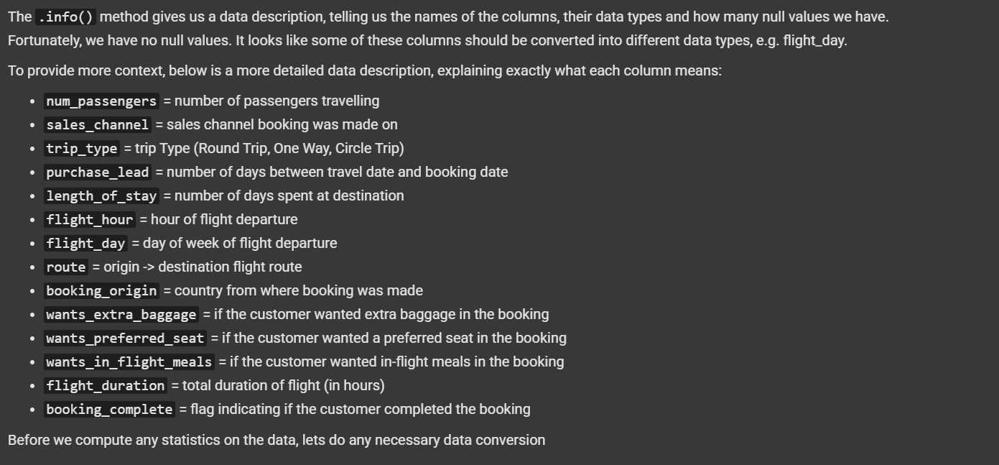 The .info() method gives us a data description, telling us the names of the columns, their data types and how many null values we have.
Fortunately, we have no null values. It looks like some of these columns should be converted into different data types, e.g. flight_day.
To provide more context, below is a more detailed data description, explaining exactly what each column means:
• num_passengers = number of passengers travelling
• sales_channel = sales channel booking was made on
• trip_type = trip Type (Round Trip, One Way, Circle Trip)
• purchase_lead = number of days between travel date and booking date
• length_of_stay = number of days spent at destination
• flight_hour = hour of flight departure
• flight_day = day of week of flight departure
• route = origin -> destination flight route
• booking_origin = country from where booking was made
• wants_extra_baggage = if the customer wanted extra baggage in the booking
• wants_preferred_seat = if the customer wanted a preferred seat in the booking
• wants_in_flight_meals = if the customer wanted in-flight meals in the booking
• flight_duration = total duration of flight (in hours)
• booking_complete = flag indicating if the customer completed the booking
Before we compute any statistics on the data, lets do any necessary data conversion